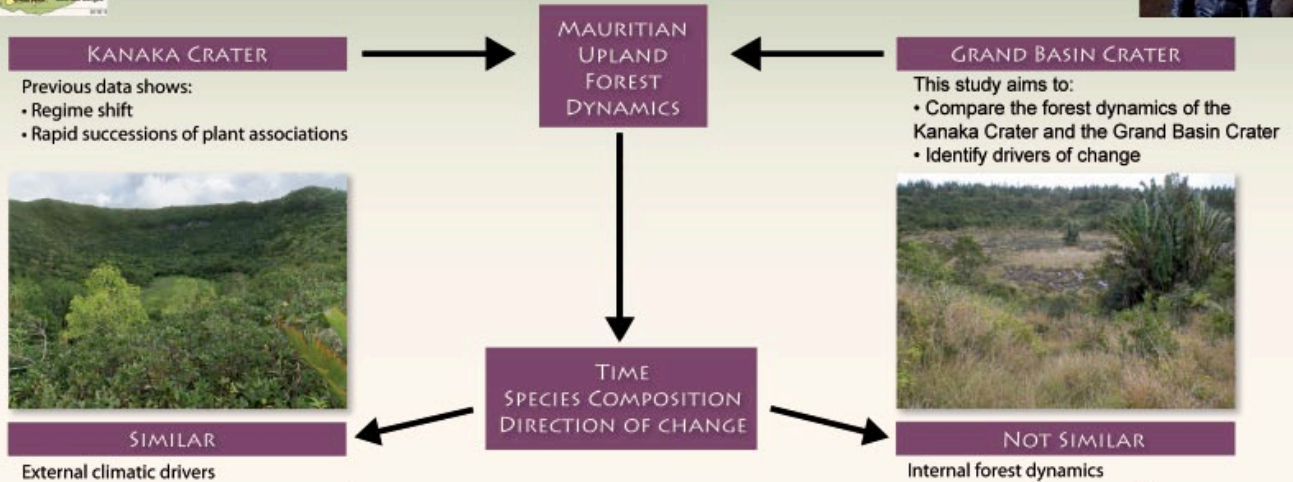 KANAKA CRATER
Previous data shows:
• Regime shift
• Rapid successions of plant associations
MAURITIAN
UPLAND
FOREST
DYNAMICS
GRAND BASIN CRATER
This study aims to:
• Compare the forest dynamics of the
Kanaka Crater and the Grand Basin Crater
• Identify drivers of change
TIME
SPECIES COMPOSITION
DIRECTION OF CHANGE
SIMILAR
External climatic drivers
NOT SIMILAR
Internal forest dynamics